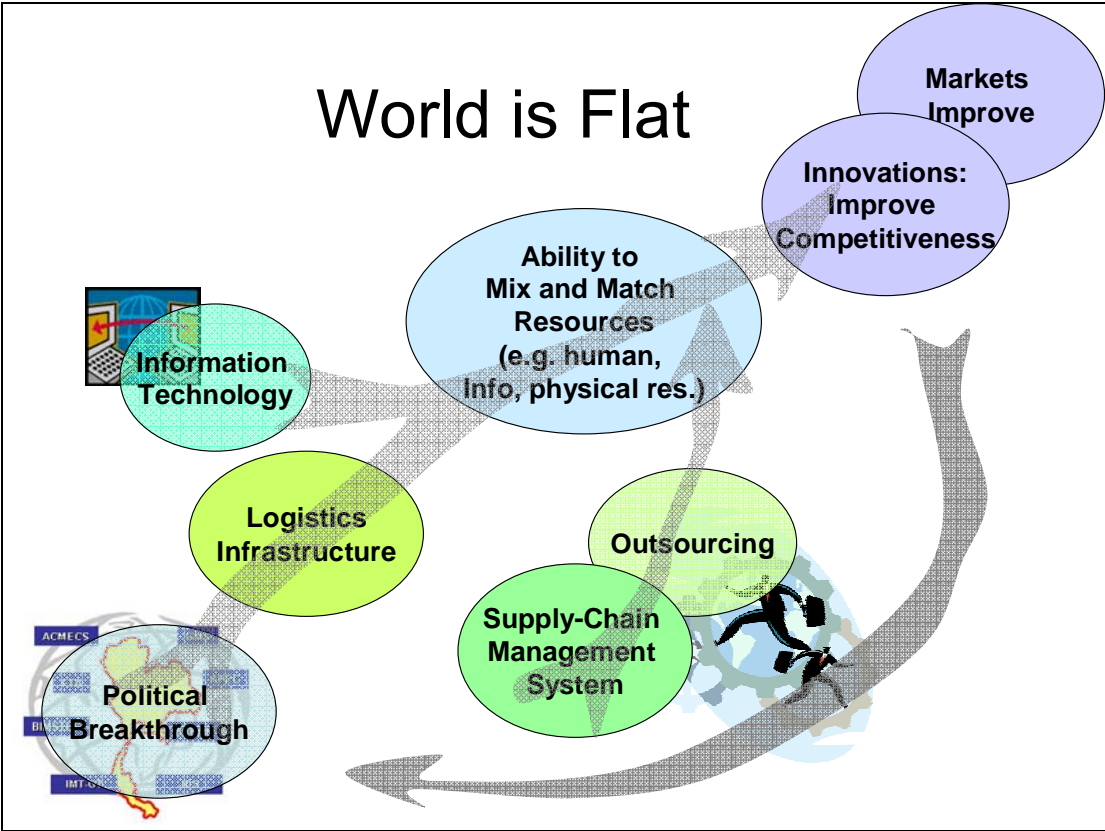 World is Flat
Markets
Improve
Innovations:
Improve
Competitiveness
Ability to
Mix and Match
Resources
(e.g. human,
Info, physical res.)
Information
Technology
Logistics
Infrastructure
Outsourcing
Supply-Chain
Management
System
ACMECS
Political
Breakthrough